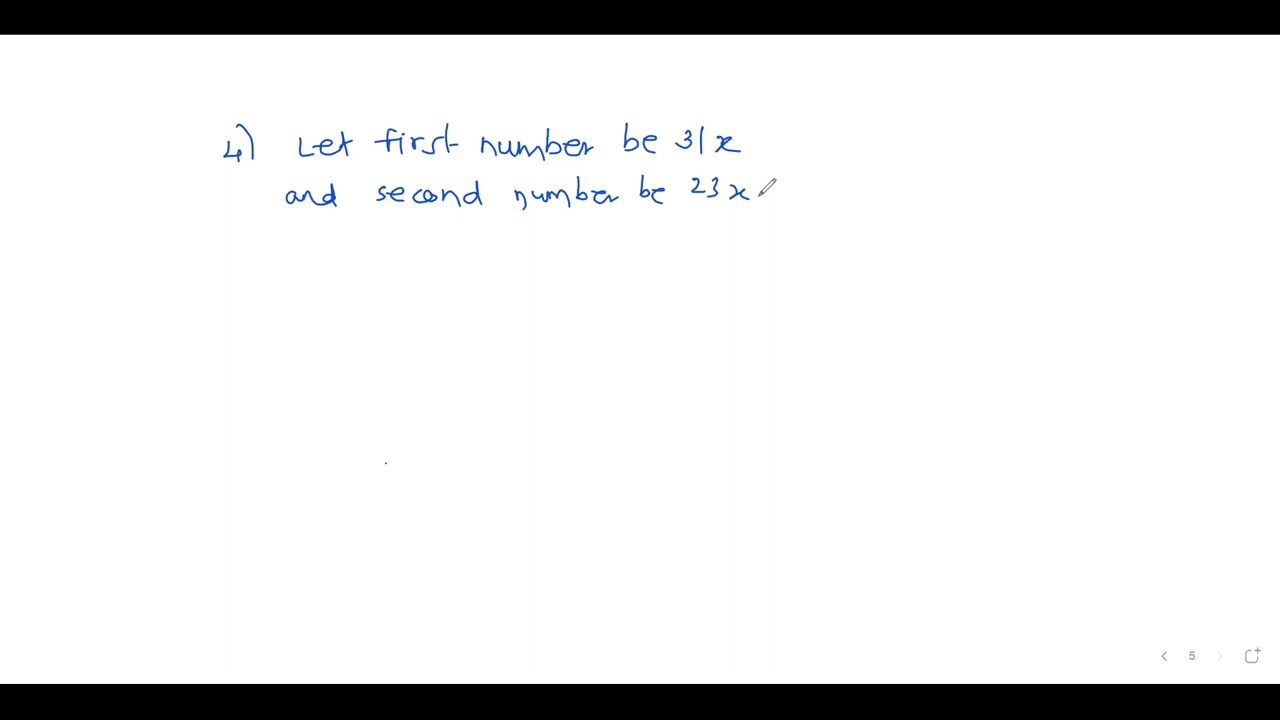 4) Let first number be 31x
and second number be 23x
< 5 >